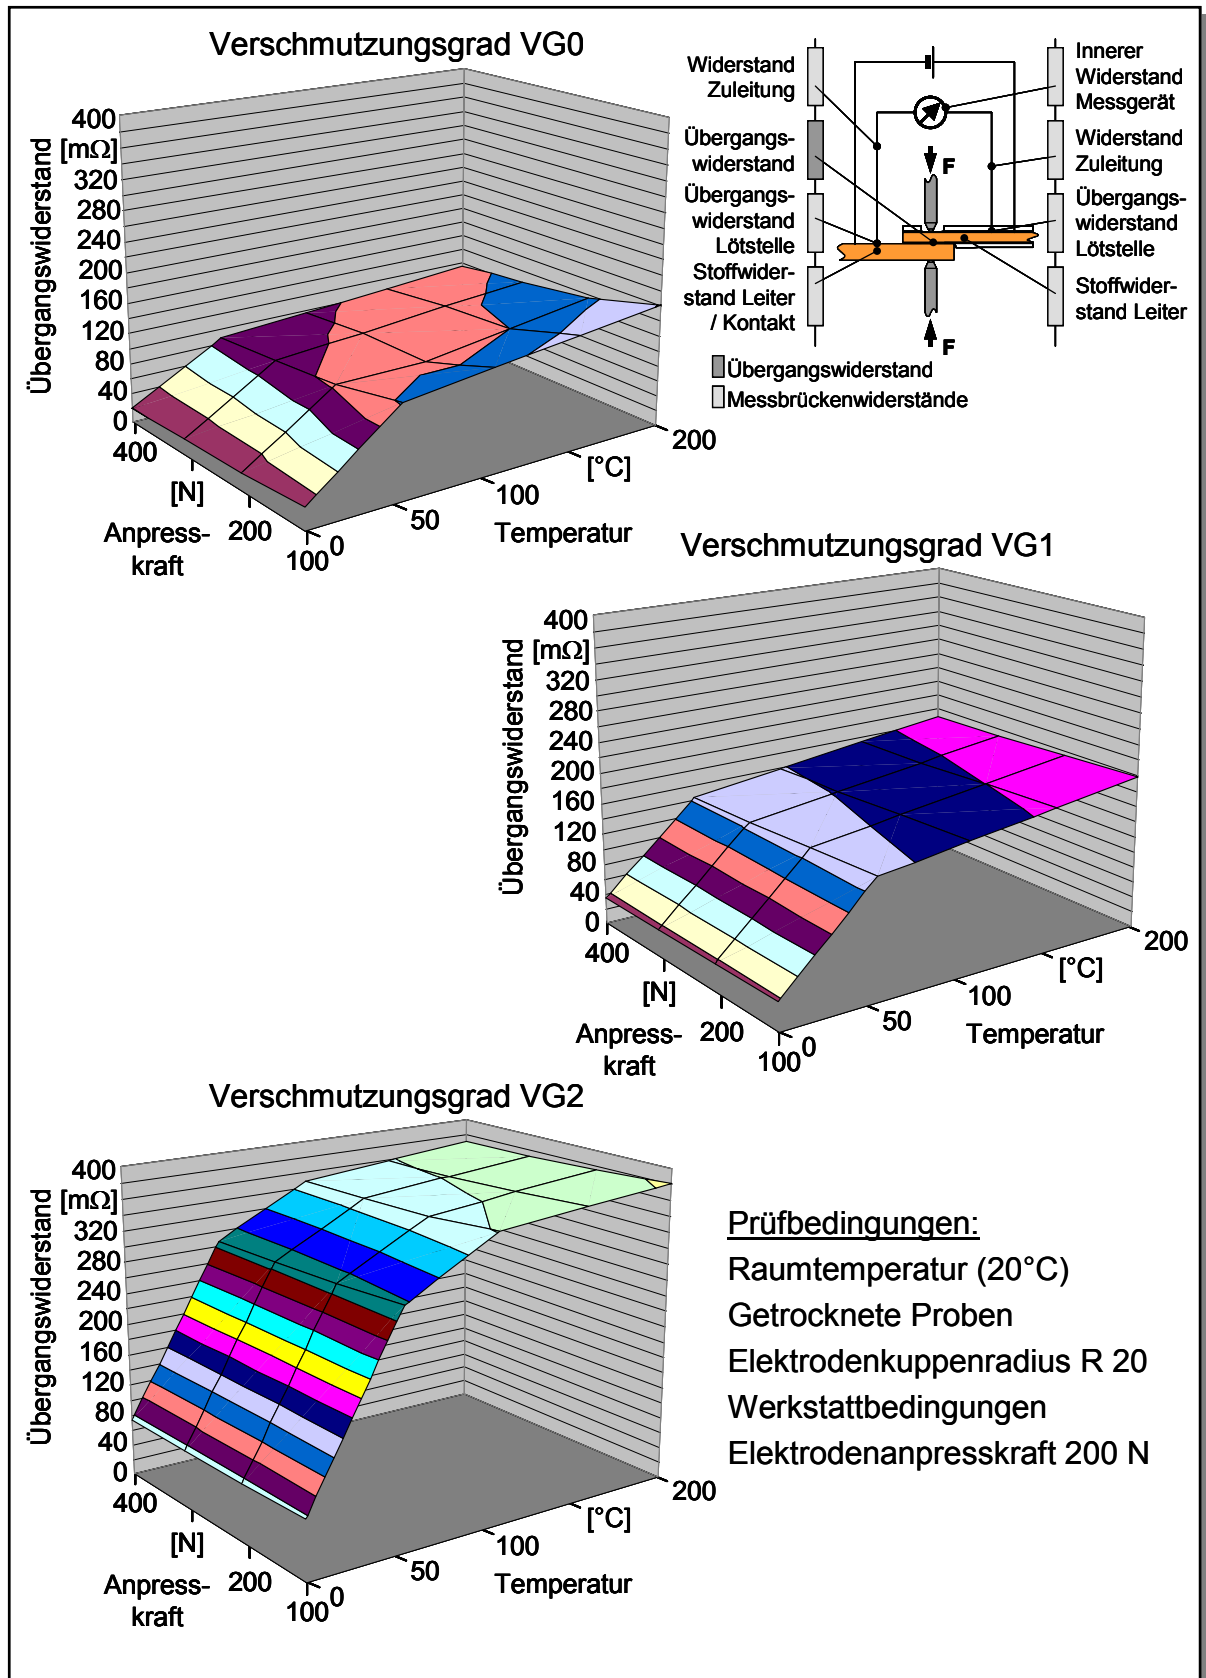 Verschmutzungsgrad VG0
400
[mΩ]
320
280
240
200
160
120
80
40
0
Übergangswiderstand
400
[N]
200
100
Anpress-
kraft
0
50
100
[°C]
200
Temperatur
Widerstand
Zuleitung
Übergangs-
widerstand
Übergangs-
widerstand
Lötstelle
Stoffwider-
stand Leiter
/ Kontakt
F
F
Innerer
Widerstand
Messgerät
Widerstand
Zuleitung
Übergangs-
widerstand
Lötstelle
Stoffwider-
stand Leiter
Übergangswiderstand
Messbrückenwiderstände
Verschmutzungsgrad VG1
400
[mΩ]
320
280
240
200
160
120
80
40
0
Übergangswiderstand
400
[N]
200
100
Anpress-
kraft
0
50
100
[°C]
200
Temperatur
Verschmutzungsgrad VG2
400
[mΩ]
320
280
240
200
160
120
80
40
0
Übergangswiderstand
400
[N]
200
100
Anpress-
kraft
0
50
100
[°C]
200
Temperatur
Prüfbedingungen:
Raumtemperatur (20°C)
Getrocknete Proben
Elektrodenkuppenradius R 20
Werkstattbedingungen
Elektrodenanpresskraft 200 N